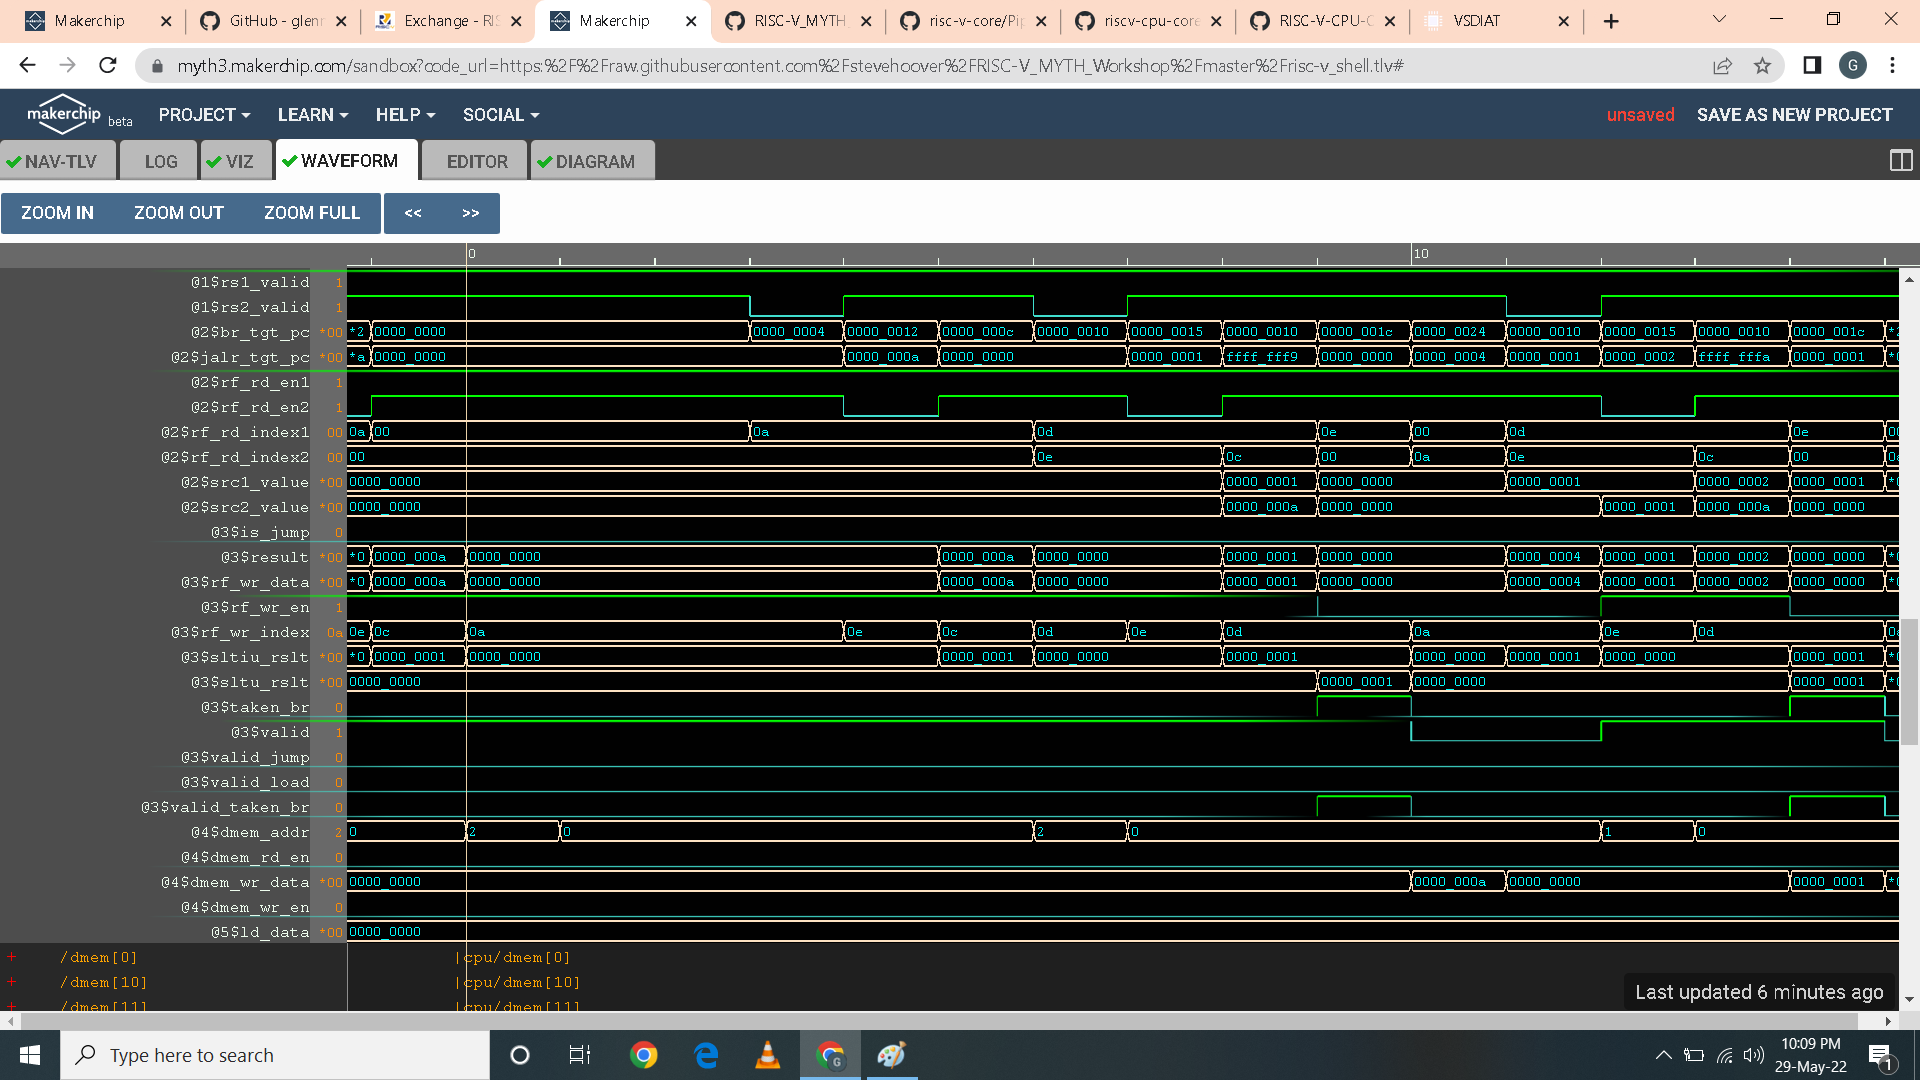 Makerchip
GitHub - glenr
Exchange - RIS
Makerchip
RISC-V_MYTH_
risc-v-core/Pip
riscv-cpu-core
RISC-V-CPU-C
VSDIAT
myth3.makerchip.com/sandbox?code_url=https:%2F%2Fraw.githubusercontent.com%2Fstevehoover%2FRISC-V_MYTH_Workshop%2Fmaster%2Frisc-v_shell.tlv#
G
makerchip beta PROJECT LEARN HELP SOCIAL unsaved SAVE AS NEW PROJECT
NAV-TLV LOG VIZ WAVEFORM EDITOR DIAGRAM
ZOOM IN ZOOM OUT ZOOM FULL << >>
0 10
@1$rs1_valid 1
@1$rs2_valid 1
@2$br_tgt_pc *00 *2 0000_0000 0000_0004 0000_0012 0000_000c 0000_0010 0000_0015 0000_0010 0000_001c 0000_0024 0000_0010 0000_0015 0000_0010 0000_001c
@2$jalr_tgt_pc *00 *a 0000_0000 0000_000a 0000_0000 0000_0001 ffff_fff9 0000_0000 0000_0004 0000_0001 0000_0002 ffff_fffa 0000_0001
@2$rf_rd_en1 1
@2$rf_rd_en2 1
@2$rf_rd_index1 00 0a 00 0a 0d 0e 00 0d 0e
@2$rf_rd_index2 00 00 0e 0c 00 0a 0e 0c 00
@2$src1_value *00 0000_0000 0000_0001 0000_0000 0000_0001 0000_0002 0000_0001
@2$src2_value *00 0000_0000 0000_000a 0000_0000 0000_0001 0000_000a 0000_0000
@3$is_jump 0
@3$result *00 *0 0000_000a 0000_0000 0000_000a 0000_0000 0000_0001 0000_0000 0000_0004 0000_0001 0000_0002 0000_0000
@3$rf_wr_data *00 *0 0000_000a 0000_0000 0000_000a 0000_0000 0000_0001 0000_0000 0000_0004 0000_0001 0000_0002 0000_0000
@3$rf_wr_en 1
@3$rf_wr_index 0a 0e 0c 0a 0e 0c 0d 0e 0d 0a 0e 0d
@3$sltiu_rslt *00 *0 0000_0001 0000_0000 0000_0001 0000_0000 0000_0001 0000_0000 0000_0001 0000_0000 0000_0001
@3$sltu_rslt *00 0000_0000 0000_0001 0000_0000 0000_0001
@3$taken_br 0
@3$valid 1
@3$valid_jump 0
@3$valid_load 0
@3$valid_taken_br 0
@4$dmem_addr 2 0 2 0 2 0 1 0
@4$dmem_rd_en 0
@4$dmem_wr_data *00 0000_0000 0000_000a 0000_0000 0000_0001
@4$dmem_wr_en 0
@5$ld_data *00 0000_0000
+ /dmem[0] |cpu/dmem[0]
+ /dmem[10] |cpu/dmem[10]
+ /dmem[11] |cpu/dmem[11]
Last updated 6 minutes ago
Type here to search
10:09 PM
29-May-22
1